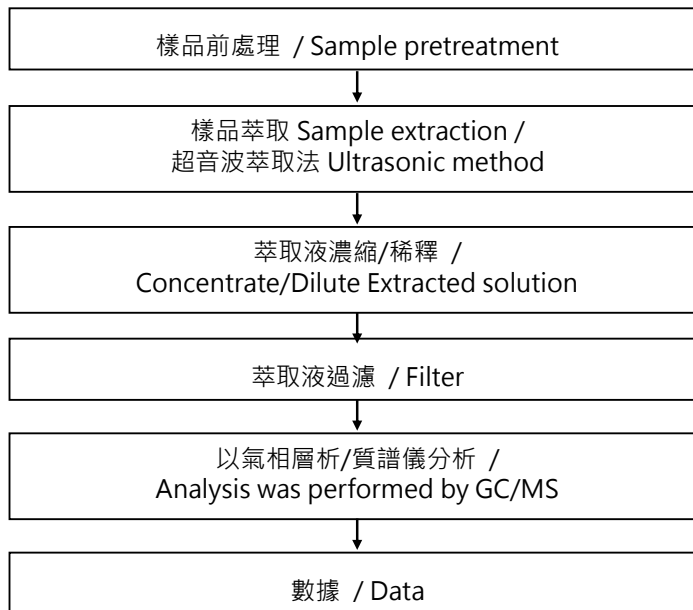 樣品前處理 / Sample pretreatment
樣品萃取 Sample extraction /
超音波萃取法 Ultrasonic method
萃取液濃縮/稀釋 /
Concentrate/Dilute Extracted solution
萃取液過濾 / Filter
以氣相層析/質譜儀分析 /
Analysis was performed by GC/MS
數據 / Data